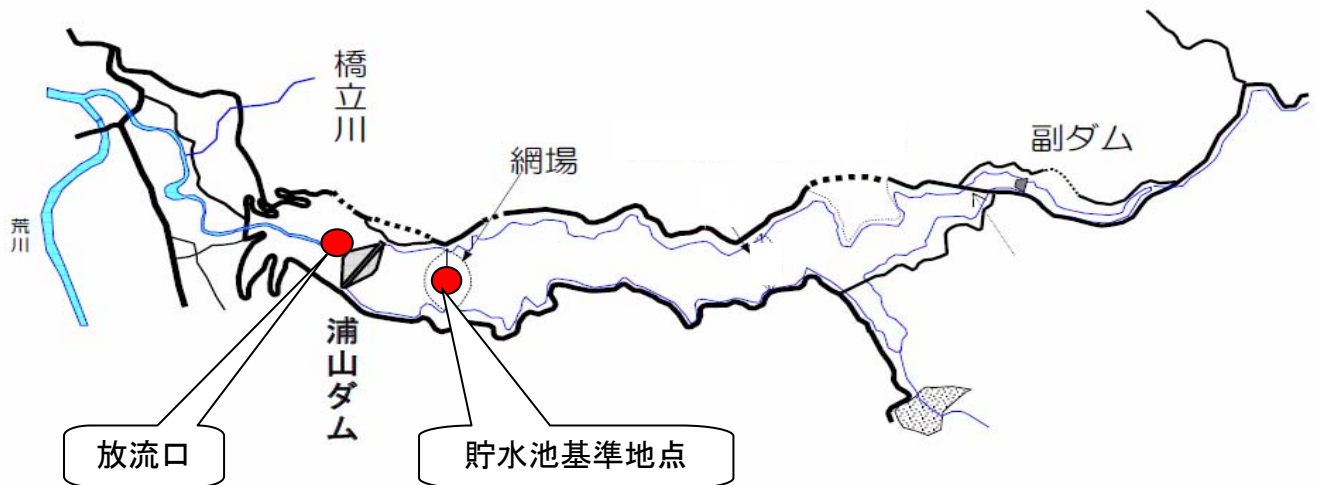 橋立川
網場
副ダム
荒川
浦山ダム
放流口
貯水池基準地点